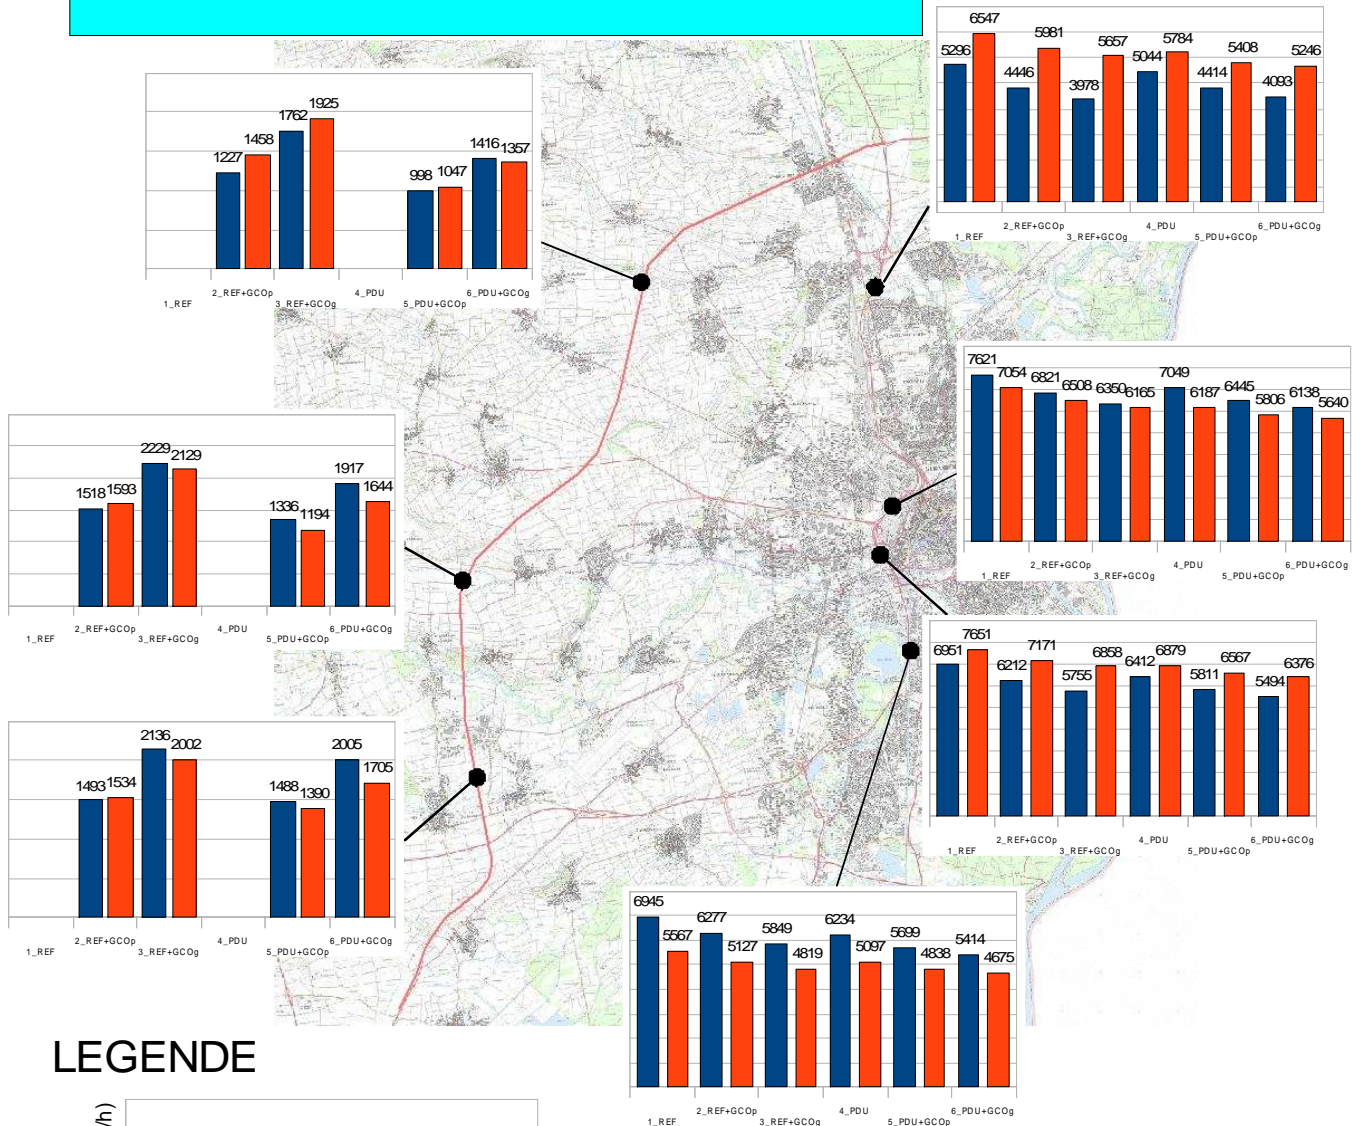 6547
5296
5981
4446
5657
3978
5784
5044
5408
4414
5246
4093
1_REF
2_REF+GCOp
3_REF+GCOg
4_PDU
5_PDU+GCOp
6_PDU+GCOg
1227
1458
1762
1925
998
1047
1416
1357
1_REF
2_REF+GCOp
3_REF+GCOg
4_PDU
5_PDU+GCOp
6_PDU+GCOg
7621
7054
6821
6508
6350
6165
7049
6187
6445
5806
6138
5640
1_REF
2_REF+GCOp
3_REF+GCOg
4_PDU
5_PDU+GCOp
6_PDU+GCOg
1518
1593
2229
2129
1336
1194
1917
1644
1_REF
2_REF+GCOp
3_REF+GCOg
4_PDU
5_PDU+GCOp
6_PDU+GCOg
6951
7651
6212
7171
5755
6858
6412
6879
5811
6567
5494
6376
1_REF
2_REF+GCOp
3_REF+GCOg
4_PDU
5_PDU+GCOp
6_PDU+GCOg
1493
1534
2136
2002
1488
1390
2005
1705
1_REF
2_REF+GCOp
3_REF+GCOg
4_PDU
5_PDU+GCOp
6_PDU+GCOg
6945
5567
6277
5127
5849
4819
6234
5097
5699
4838
5414
4675
1_REF
2_REF+GCOp
3_REF+GCOg
4_PDU
5_PDU+GCOp
6_PDU+GCOg
LEGENDE
/h)